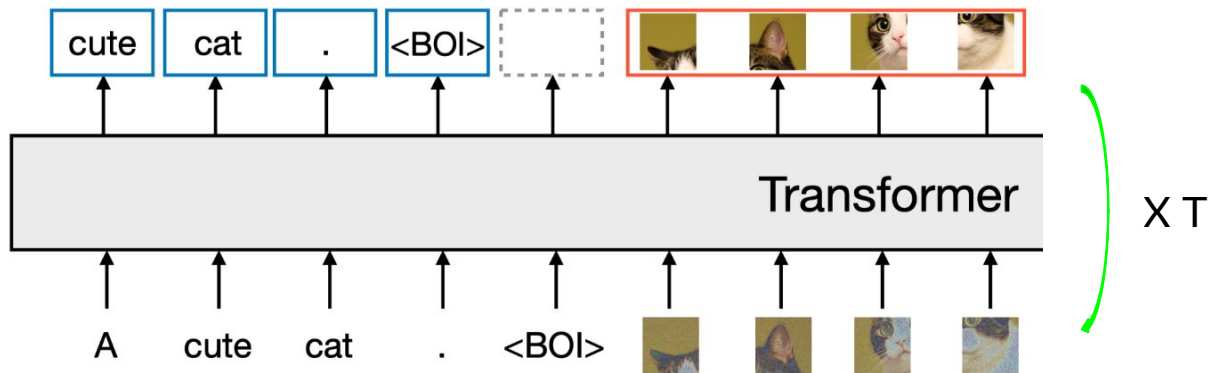 cute cat . <BOI>
Transformer
X T
A cute cat . <BOI>